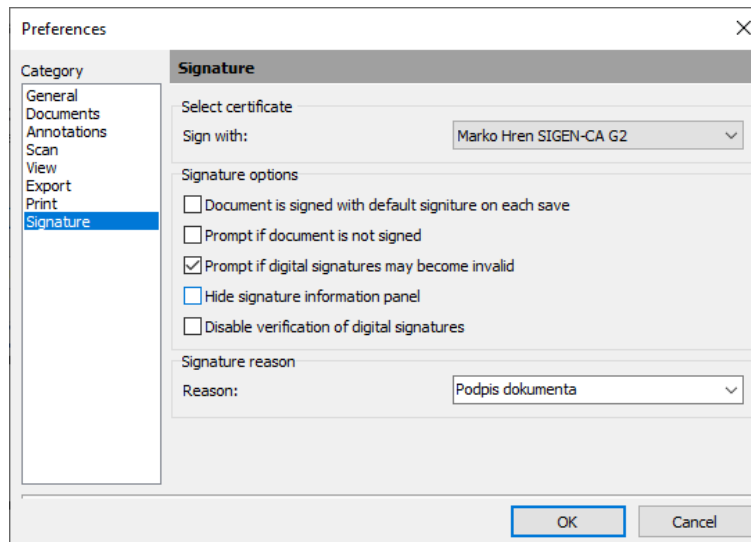 Preferences
Category
General
Documents
Annotations
Scan
View
Export
Print
Signature
Signature
Select certificate
Sign with: Marko Hren SIGEN-CA G2
Signature options
Document is signed with default signiture on each save
Prompt if document is not signed
Prompt if digital signatures may become invalid
Hide signature information panel
Disable verification of digital signatures
Signature reason
Reason: Podpis dokumenta
OK Cancel